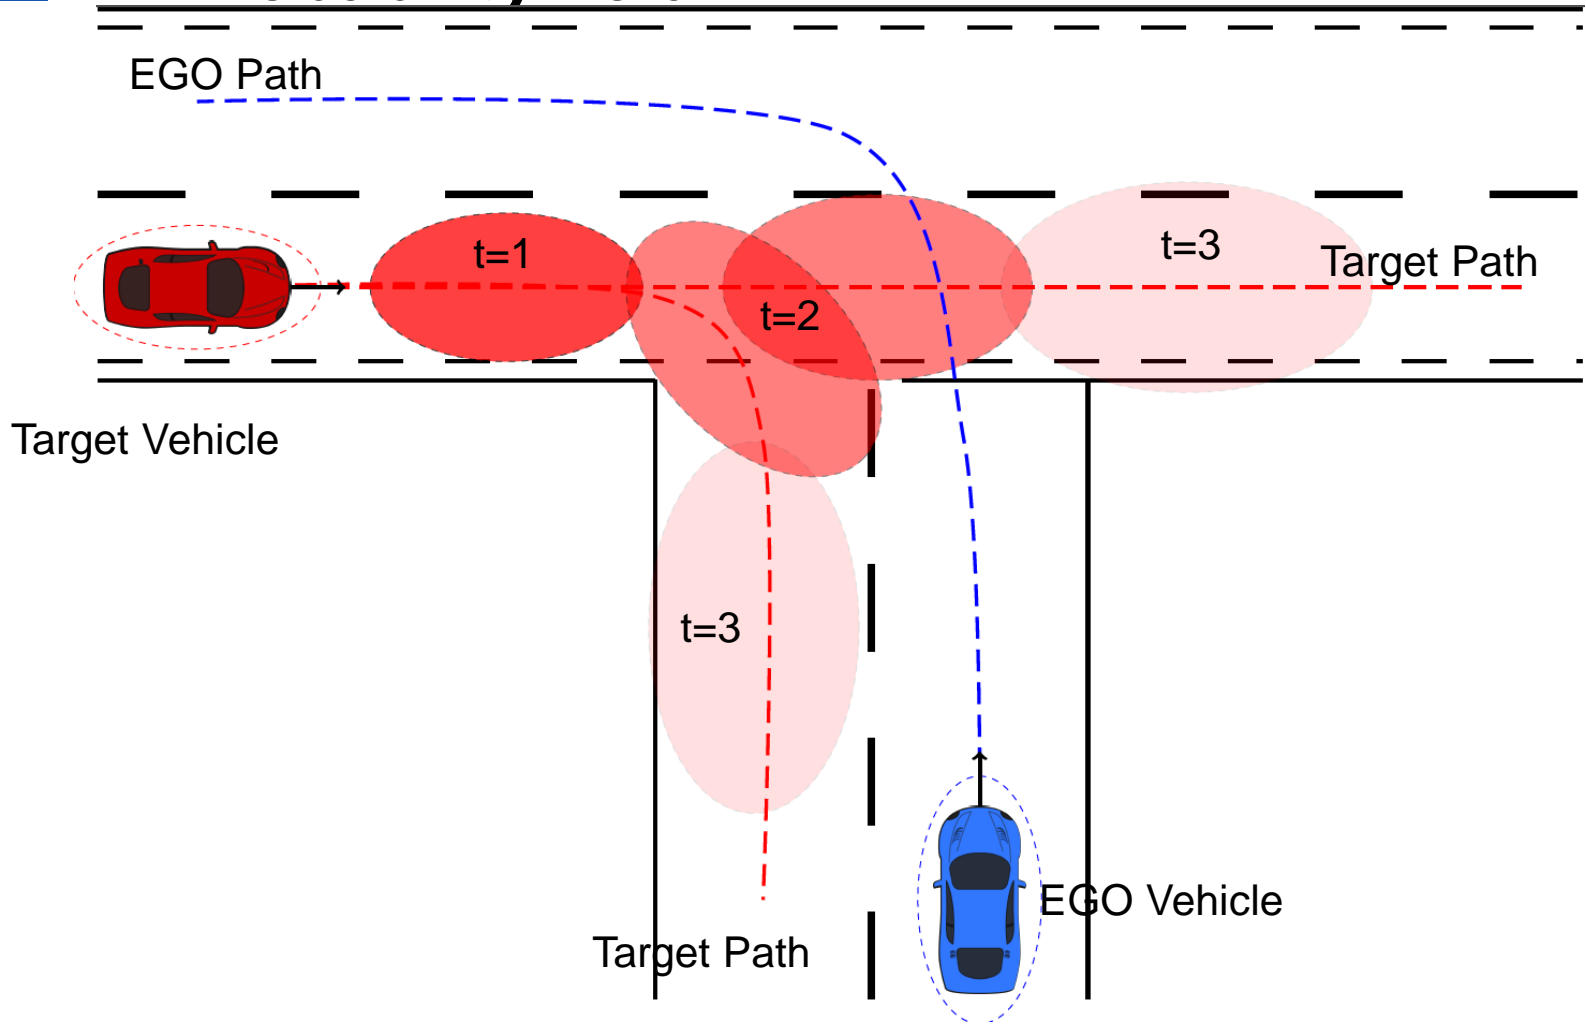 EGO Path
t=1
t=3
Target Path
t=2
Target Vehicle
t=3
EGO Vehicle
Target Path